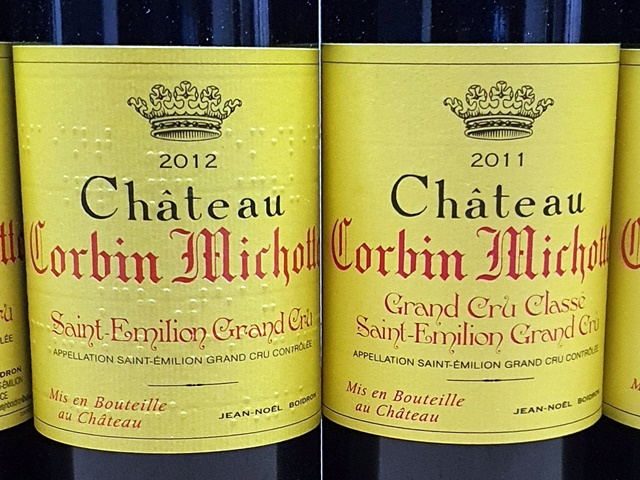 2012
Château
Corbin Michotte
Saint-Emilion Grand Cru
APPELLATION SAINT-ÉMILION GRAND CRU CONTRÔLÉE
Mis en Bouteille
au Château
JEAN-NOËL BOIDRON
2011
Château
Corbin Michotte
Grand Cru Classé
Saint-Emilion Grand Cru
APPELLATION SAINT-ÉMILION GRAND CRU CONTRÔLÉE
Mis en Bouteille
au Château
JEAN-NOËL BOIDRON